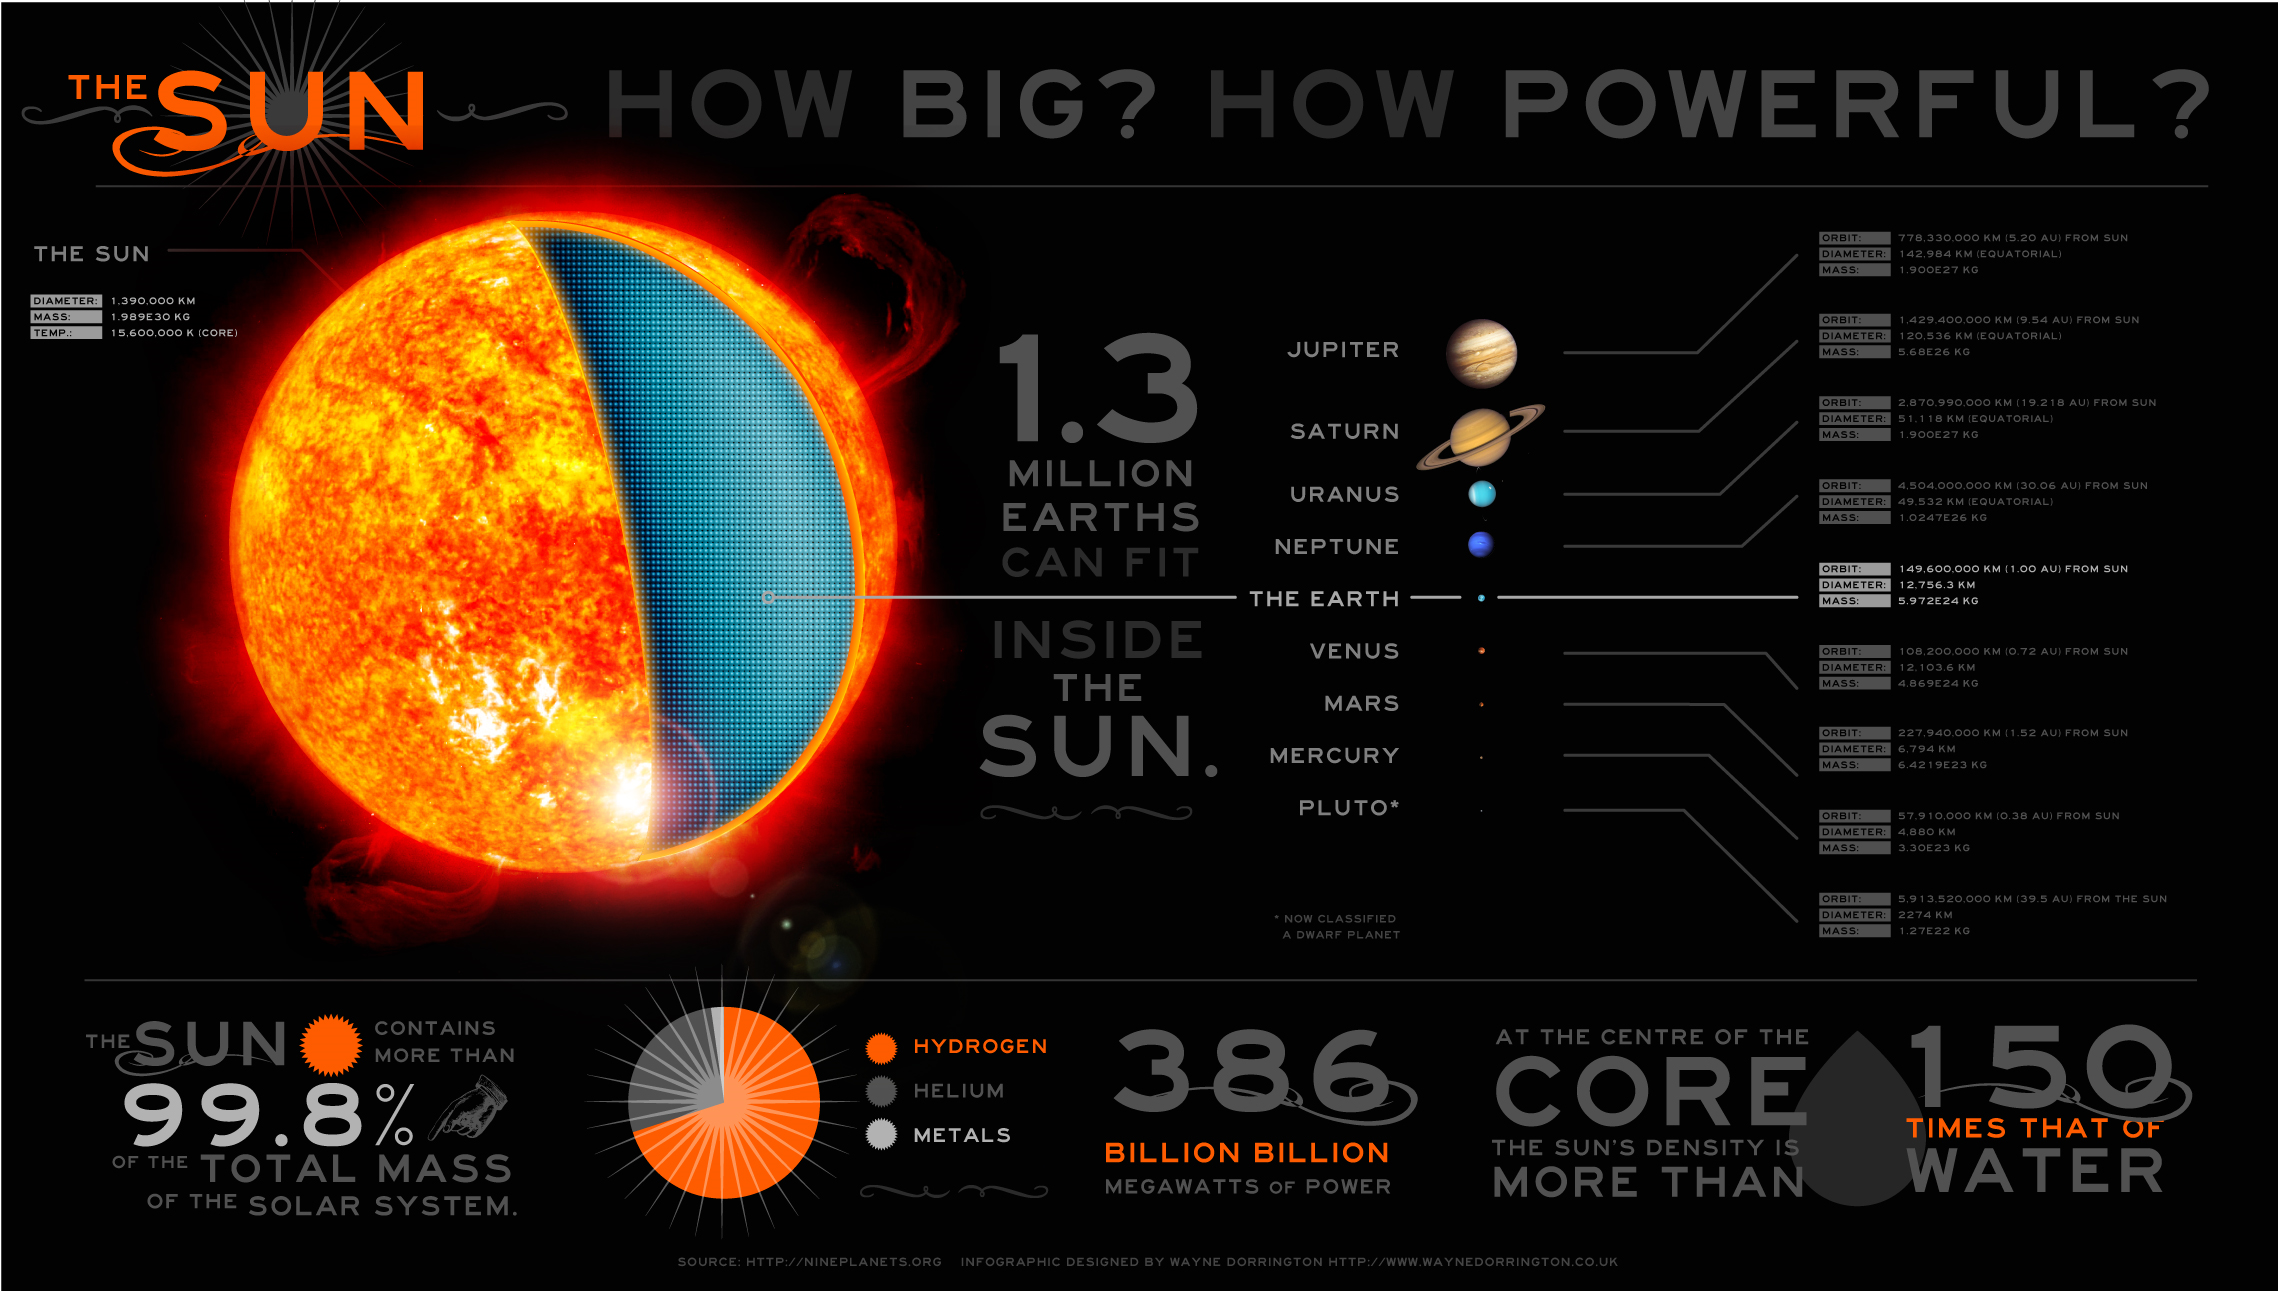 THE SUN
HOW BIG? HOW POWERFUL?
THE SUN
DIAMETER: 1,390,000 KM
MASS: 1.989E30 KG
TEMP.: 15,600,000 K (CORE)
1.3
MILLION
EARTHS
CAN FIT
INSIDE
THE
SUN.
JUPITER
ORBIT: 778,330,000 KM (5.20 AU) FROM SUN
DIAMETER: 142,984 KM (EQUATORIAL)
MASS: 1.900E27 KG
SATURN
ORBIT: 1,429,400,000 KM (9.54 AU) FROM SUN
DIAMETER: 120,536 KM (EQUATORIAL)
MASS: 5.68E26 KG
URANUS
ORBIT: 2,870,990,000 KM (19.218 AU) FROM SUN
DIAMETER: 51,118 KM (EQUATORIAL)
MASS: 1.900E27 KG
NEPTUNE
ORBIT: 4,504,000,000 KM (30.06 AU) FROM SUN
DIAMETER: 49,532 KM (EQUATORIAL)
MASS: 1.0247E26 KG
THE EARTH
ORBIT: 149,600,000 KM (1.00 AU) FROM SUN
DIAMETER: 12,756.3 KM
MASS: 5.972E24 KG
VENUS
ORBIT: 108,200,000 KM (0.72 AU) FROM SUN
DIAMETER: 12,103.6 KM
MASS: 4.869E24 KG
MARS
ORBIT: 227,940,000 KM (1.52 AU) FROM SUN
DIAMETER: 6,794 KM
MASS: 6.4219E23 KG
MERCURY
ORBIT: 57,910,000 KM (0.38 AU) FROM SUN
DIAMETER: 4,880 KM
MASS: 3.30E23 KG
PLUTO*
ORBIT: 5,913,520,000 KM (39.5 AU) FROM THE SUN
DIAMETER: 2274 KM
MASS: 1.27E22 KG
* NOW CLASSIFIED
A DWARF PLANET
THE SUN CONTAINS
MORE THAN
99.8%
OF THE TOTAL MASS
OF THE SOLAR SYSTEM.
HYDROGEN
HELIUM
METALS
386
BILLION BILLION
MEGAWATTS OF POWER
AT THE CENTRE OF THE
CORE
THE SUN'S DENSITY IS
MORE THAN
150
TIMES THAT OF
WATER
SOURCE: HTTP://NINEPLANETS.ORG INFOGRAPHIC DESIGNED BY WAYNE DORRINGTON HTTP://WWW.WAYNEDORRINGTON.CO.UK